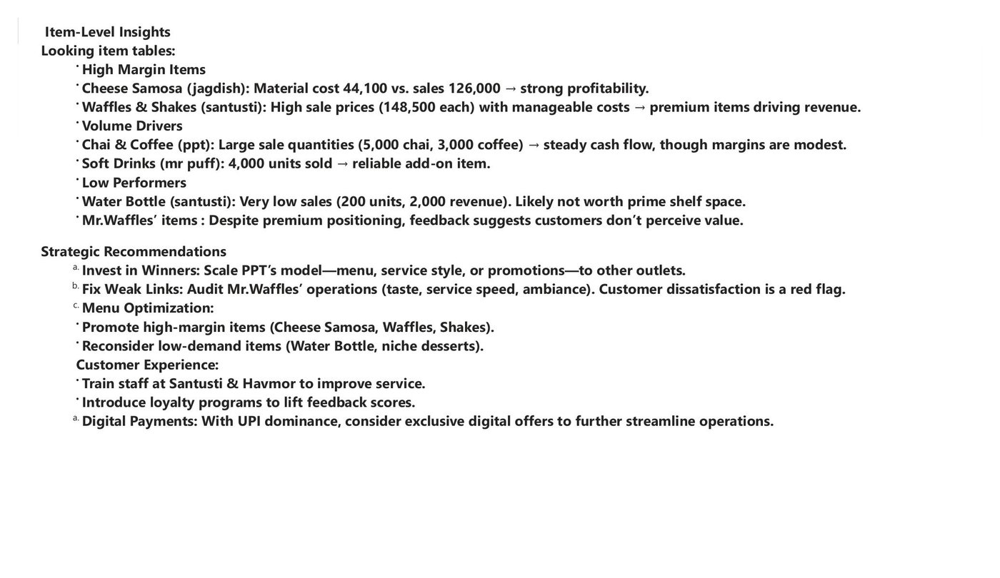 Item-Level Insights
Looking item tables:
• High Margin Items
• Cheese Samosa (jagdish): Material cost 44,100 vs. sales 126,000 → strong profitability.
• Waffles & Shakes (santusti): High sale prices (148,500 each) with manageable costs → premium items driving revenue.
• Volume Drivers
• Chai & Coffee (ppt): Large sale quantities (5,000 chai, 3,000 coffee) → steady cash flow, though margins are modest.
• Soft Drinks (mr puff): 4,000 units sold → reliable add-on item.
• Low Performers
• Water Bottle (santusti): Very low sales (200 units, 2,000 revenue). Likely not worth prime shelf space.
• Mr.Waffles’ items : Despite premium positioning, feedback suggests customers don’t perceive value.
Strategic Recommendations
a. Invest in Winners: Scale PPT’s model—menu, service style, or promotions—to other outlets.
b. Fix Weak Links: Audit Mr.Waffles’ operations (taste, service speed, ambiance). Customer dissatisfaction is a red flag.
c. Menu Optimization:
• Promote high-margin items (Cheese Samosa, Waffles, Shakes).
• Reconsider low-demand items (Water Bottle, niche desserts).
Customer Experience:
• Train staff at Santusti & Havmor to improve service.
• Introduce loyalty programs to lift feedback scores.
a. Digital Payments: With UPI dominance, consider exclusive digital offers to further streamline operations.